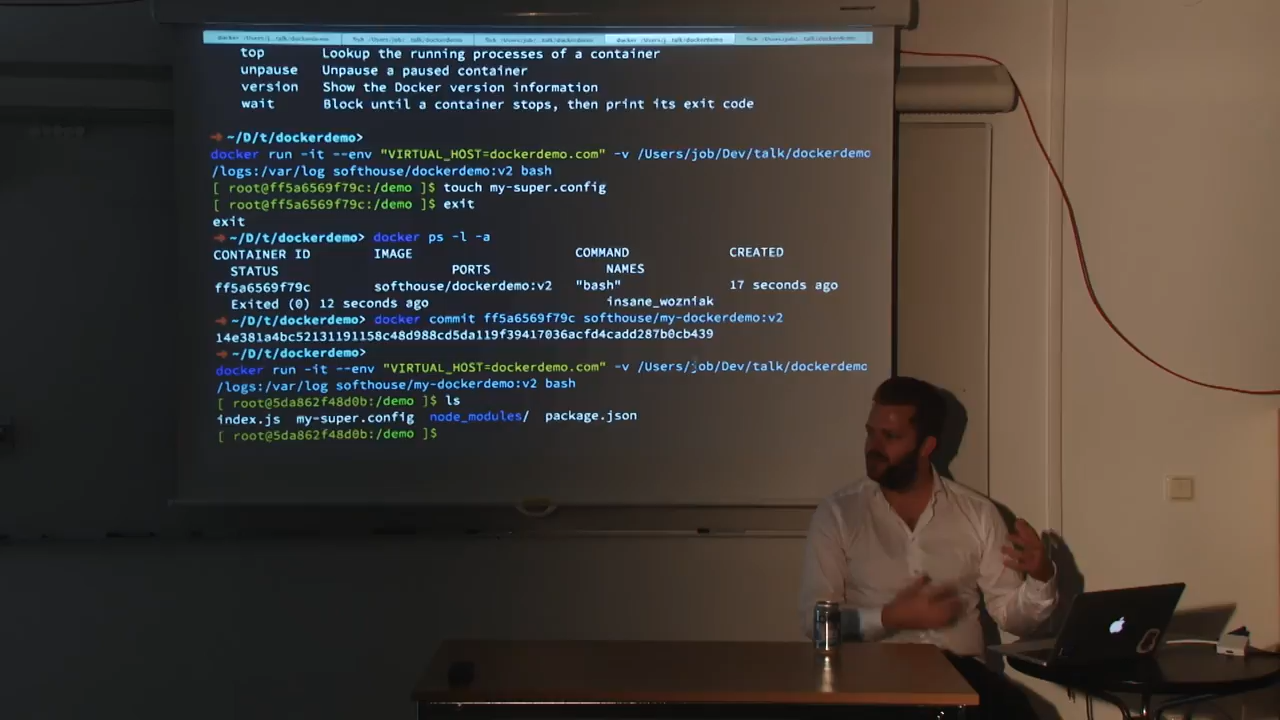 top Lookup the running processes of a container
unpause Unpause a paused container
version Show the Docker version information
wait Block until a container stops, then print its exit code
~/D/t/dockerdemo>
docker run -it --env "VIRTUAL_HOST=dockerdemo.com" -v /Users/job/Dev/talk/dockerdemo
/logs:/var/log softhouse/dockerdemo:v2 bash
[ root@ff5a6569f79c:/demo ]$ touch my-super.config
[ root@ff5a6569f79c:/demo ]$ exit
exit
~/D/t/dockerdemo> docker ps -l -a
CONTAINER ID IMAGE COMMAND CREATED
STATUS PORTS NAMES
ff5a6569f79c softhouse/dockerdemo:v2 "bash" 17 seconds ago
Exited (0) 12 seconds ago insane_wozniak
~/D/t/dockerdemo> docker commit ff5a6569f79c softhouse/my-dockerdemo:v2
14e381a4bc52131191158c48d988cd5da119f39417036acfd4cadd287b0cb439
~/D/t/dockerdemo>
docker run -it --env "VIRTUAL_HOST=dockerdemo.com" -v /Users/job/Dev/talk/dockerdemo
/logs:/var/log softhouse/my-dockerdemo:v2 bash
[ root@5da862f48d0b:/demo ]$ ls
index.js my-super.config node_modules/ package.json
[ root@5da862f48d0b:/demo ]$